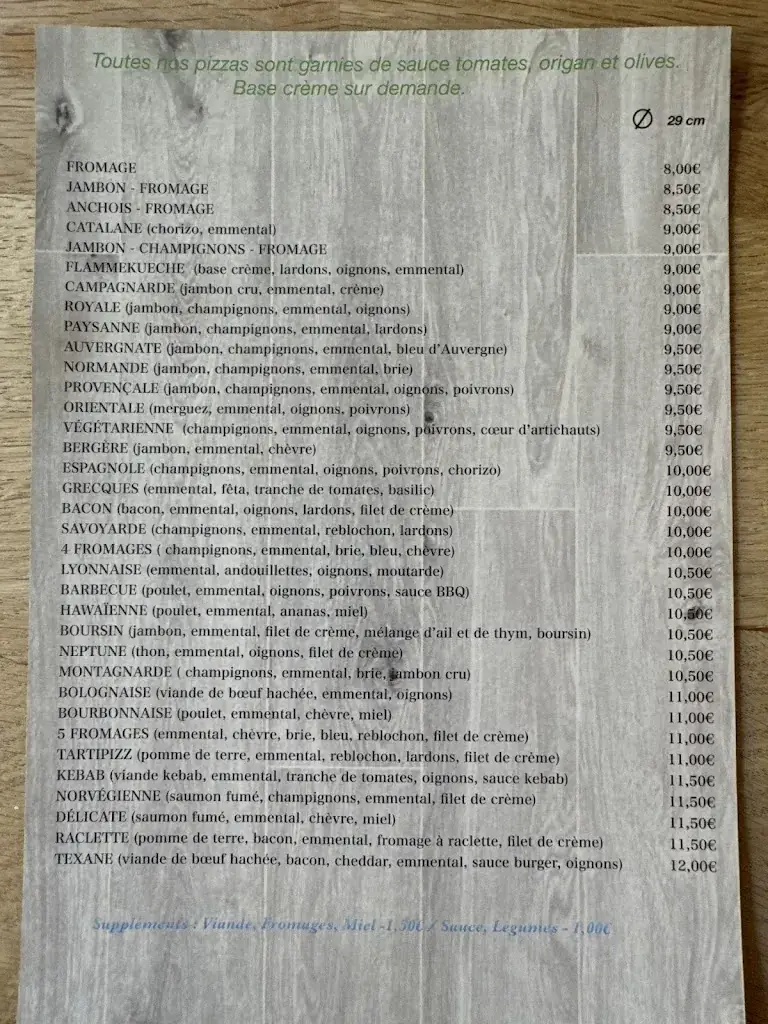 Toutes nos pizzas sont garnies de sauce tomates, origan et olives.
Base crème sur demande.
Ø 29 cm
FROMAGE 8,00€
JAMBON - FROMAGE 8,50€
ANCHOIS - FROMAGE 8,50€
CATALANE (chorizo, emmental) 9,00€
JAMBON - CHAMPIGNONS - FROMAGE 9,00€
FLAMMEKUECHE (base crème, lardons, oignons, emmental) 9,00€
CAMPAGNARDE (jambon cru, emmental, crème) 9,00€
ROYALE (jambon, champignons, emmental, oignons) 9,00€
PAYSANNE (jambon, champignons, emmental, lardons) 9,00€
AUVERGNATE (jambon, champignons, emmental, bleu d'Auvergne) 9,50€
NORMANDE (jambon, champignons, emmental, brie) 9,50€
PROVENÇALE (jambon, champignons, emmental, oignons, poivrons) 9,50€
ORIENTALE (merguez, emmental, oignons, poivrons) 9,50€
VÉGÉTARIENNE (champignons, emmental, oignons, poivrons, cœur d'artichauts) 9,50€
BERGÈRE (jambon, emmental, chèvre) 9,50€
ESPAGNOLE (champignons, emmental, oignons, poivrons, chorizo) 10,00€
GRECQUES (emmental, fêta, tranche de tomates, basilic) 10,00€
BACON (bacon, emmental, oignons, lardons, filet de crème) 10,00€
SAVOYARDE (champignons, emmental, reblochon, lardons) 10,00€
4 FROMAGES ( champignons, emmental, brie, bleu, chèvre) 10,00€
LYONNAISE (emmental, andouillettes, oignons, moutarde) 10,50€
BARBECUE (poulet, emmental, oignons, poivrons, sauce BBQ) 10,50€
HAWAÏENNE (poulet, emmental, ananas, miel) 10,50€
BOURSIN (jambon, emmental, filet de crème, mélange d'ail et de thym, boursin) 10,50€
NEPTUNE (thon, emmental, oignons, filet de crème) 10,50€
MONTAGNARDE ( champignons, emmental, brie, jambon cru) 10,50€
BOLOGNAISE (viande de bœuf hachée, emmental, oignons) 11,00€
BOURBONNAISE (poulet, emmental, chèvre, miel) 11,00€
5 FROMAGES (emmental, chèvre, brie, bleu, reblochon, filet de crème) 11,00€
TARTIPIZZ (pomme de terre, emmental, reblochon, lardons, filet de crème) 11,00€
KEBAB (viande kebab, emmental, tranche de tomates, oignons, sauce kebab) 11,50€
NORVÉGIENNE (saumon fumé, champignons, emmental, filet de crème) 11,50€
DÉLICATE (saumon fumé, emmental, chèvre, miel) 11,50€
RACLETTE (pomme de terre, bacon, emmental, fromage à raclette, filet de crème) 11,50€
TEXANE (viande de bœuf hachée, bacon, cheddar, emmental, sauce burger, oignons) 12,00€
Suppléments : Viande, Fromages, Miel -1,50€ / Sauce, Legumes - 1,00€